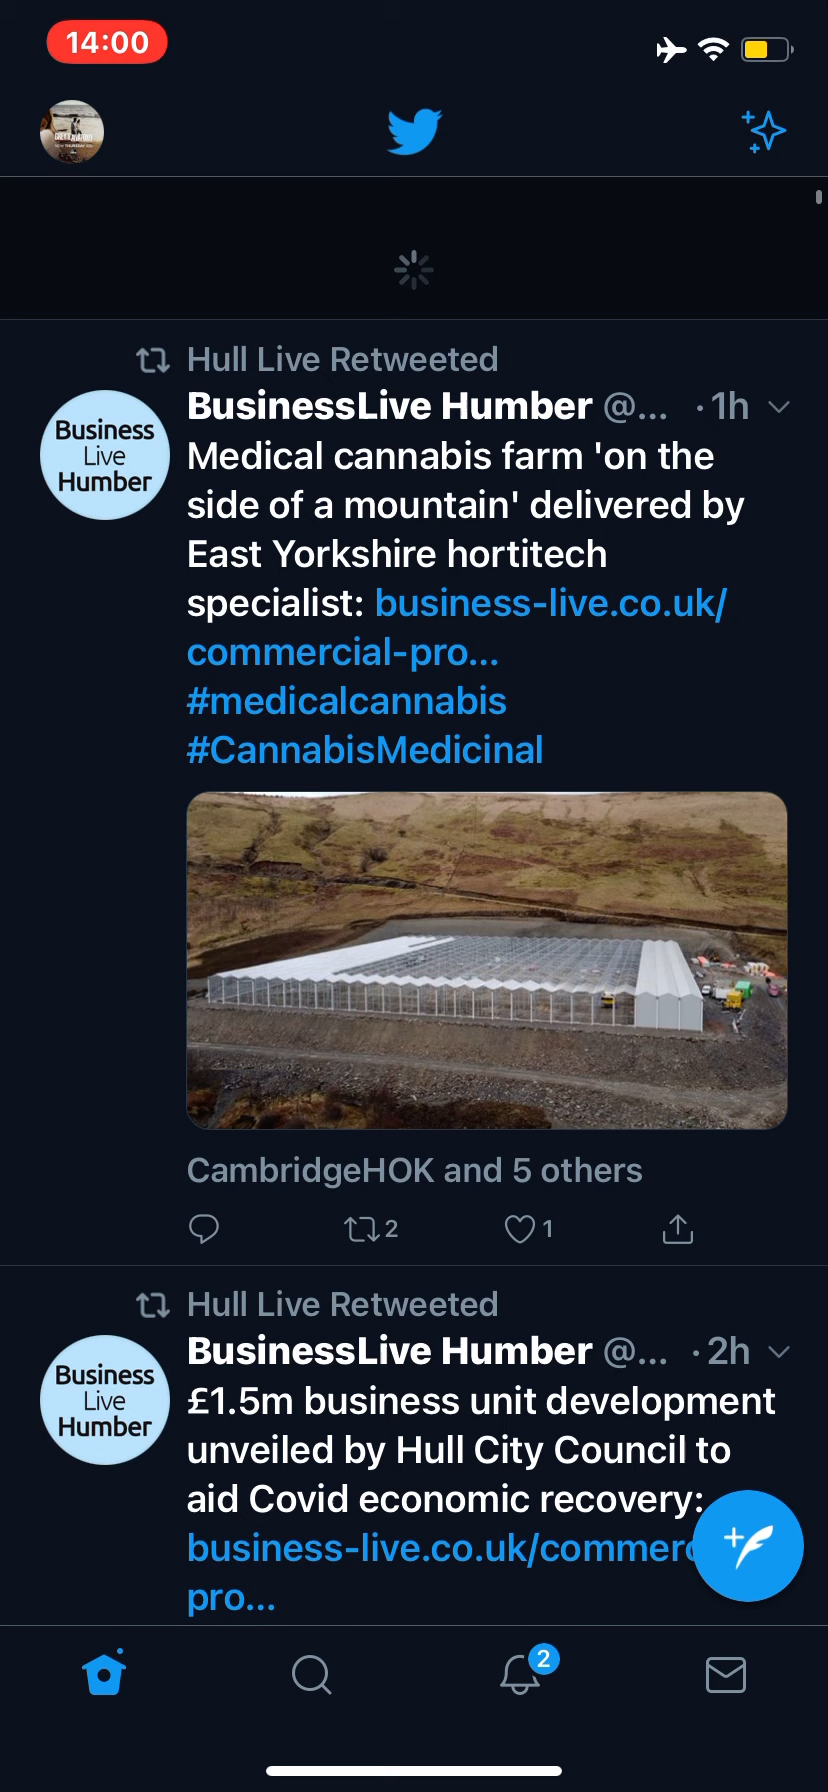 14:00
Hull Live Retweeted
BusinessLive Humber @... · 1h
Business
Live
Humber
Medical cannabis farm 'on the
side of a mountain' delivered by
East Yorkshire hortitech
specialist: business-live.co.uk/
commercial-pro...
#medicalcannabis
#CannabisMedicinal
CambridgeHOK and 5 others
2
1
Hull Live Retweeted
BusinessLive Humber @... · 2h
Business
Live
Humber
£1.5m business unit development
unveiled by Hull City Council to
aid Covid economic recovery:
business-live.co.uk/commerc
pro...
2